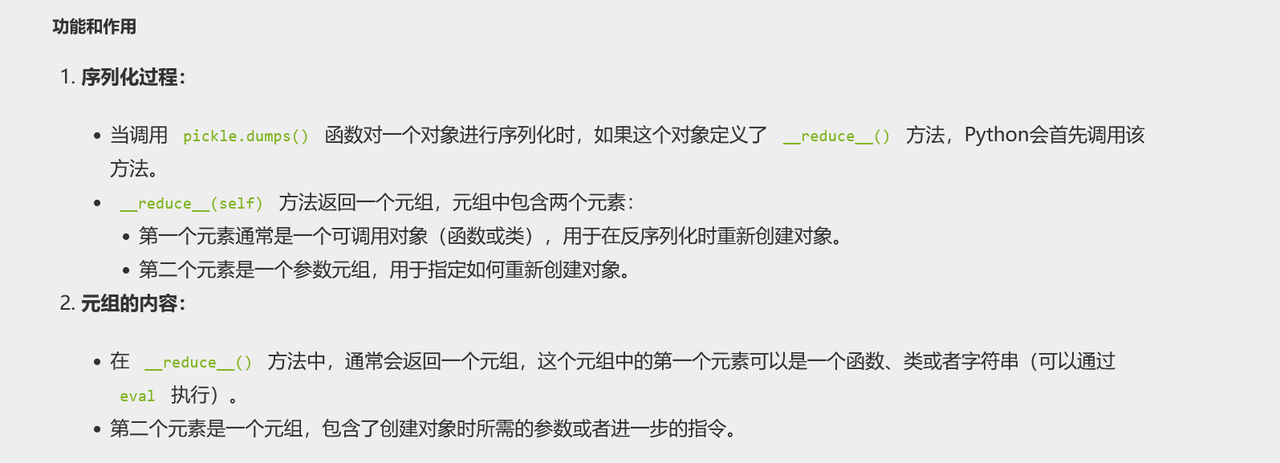 功能和作用
1. 序列化过程：
• 当调用 pickle.dumps() 函数对一个对象进行序列化时，如果这个对象定义了 __reduce__() 方法，Python会首先调用该
方法。
• __reduce__(self) 方法返回一个元组，元组中包含两个元素：
• 第一个元素通常是一个可调用对象（函数或类），用于在反序列化时重新创建对象。
• 第二个元素是一个参数元组，用于指定如何重新创建对象。
2. 元组的内容：
• 在 __reduce__() 方法中，通常会返回一个元组，这个元组中的第一个元素可以是一个函数、类或者字符串（可以通过
eval 执行）。
• 第二个元素是一个元组，包含了创建对象时所需的参数或者进一步的指令。